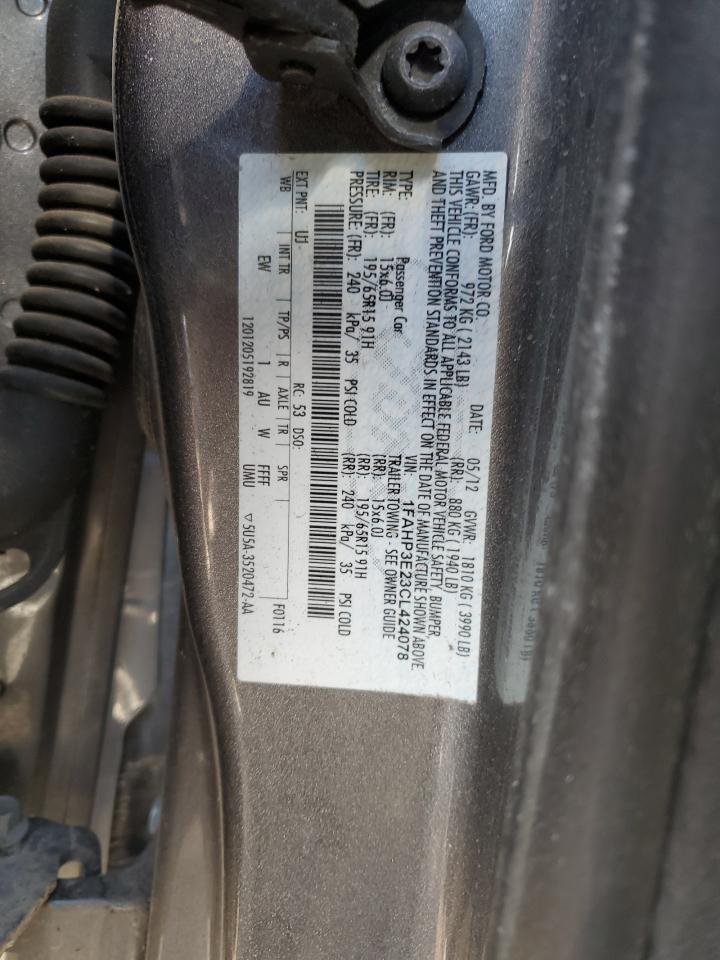 MFD. BY FORD MOTOR CO.
DATE: 05/12 GVWR: 1810 KG ( 3990 LB)
GAWR: (FR): 972 KG ( 2143 LB) (RR): 880 KG ( 1940 LB)
THIS VEHICLE CONFORMS TO ALL APPLICABLE FEDERAL MOTOR VEHICLE SAFETY, BUMPER,
AND THEFT PREVENTION STANDARDS IN EFFECT ON THE DATE OF MANUFACTURE SHOWN ABOVE
VIN: 1FAHP3E23CL424078
TYPE: Passenger Car TRAILER TOWING - SEE OWNER GUIDE
RIM: (FR): 15x6.0J (RR): 15x6.0J
TIRE: (FR): 195/65R15 91H (RR): 195/65R15 91H
PRESSURE: (FR): 240 kPa/ 35 PSI COLD (RR): 240 kPa/ 35 PSI COLD
EXT PNT: UJ RC: 53 DSO: F0116
WB INT TR TP/PS R AXLE TR SPR
EW 1 AU W FFFF
1201205192819 UMU ▽5U5A-3520472-AA